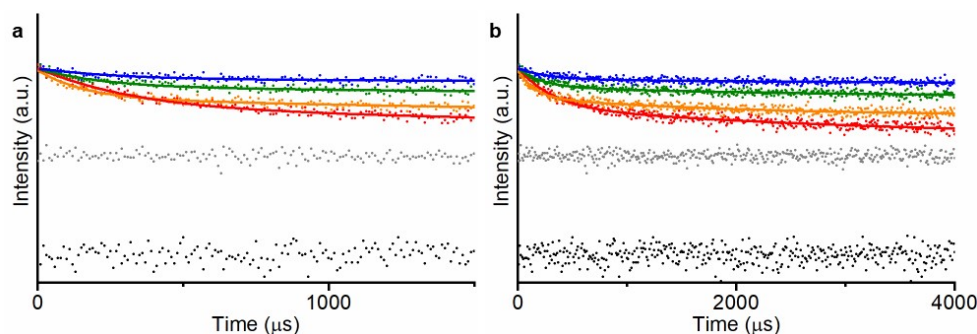 a
Intensity (a.u.)
0
1000
Time (μs)
b
Intensity (a.u.)
0
2000
4000
Time (μs)